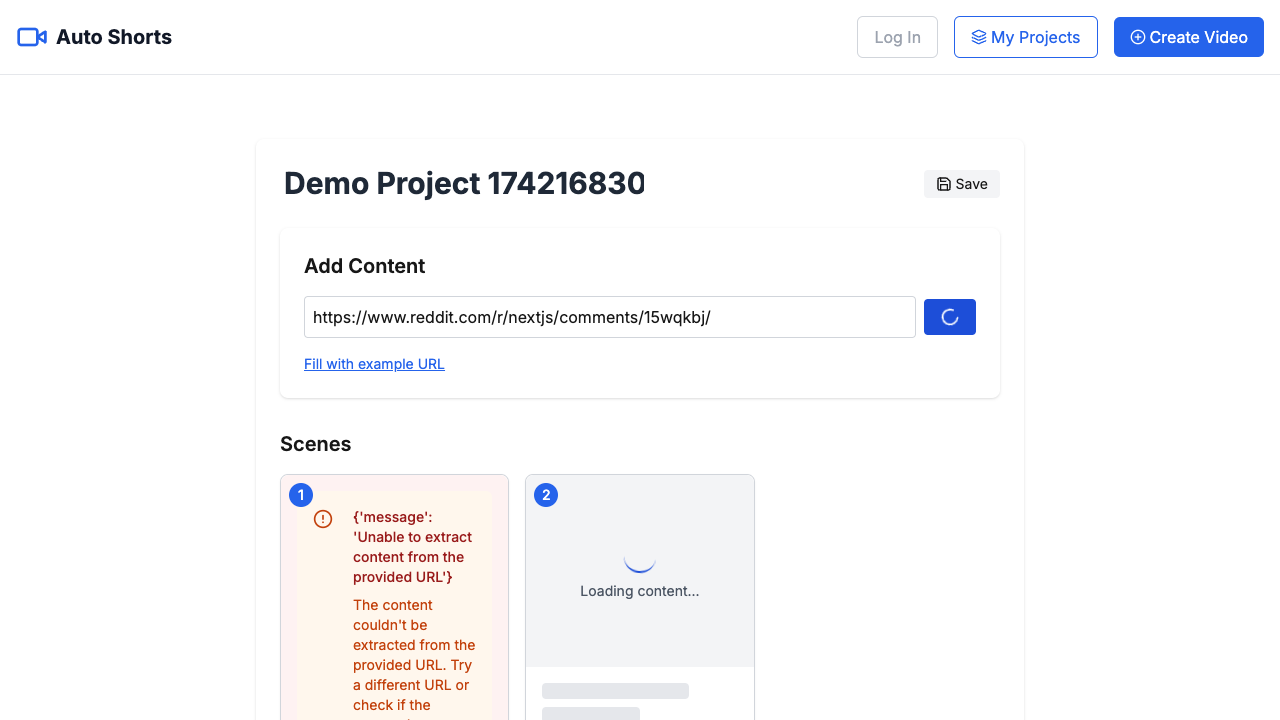 Auto Shorts
Log In
My Projects
Create Video
Demo Project 174216830
Save
Add Content
https://www.reddit.com/r/nextjs/comments/15wqkbj/
Fill with example URL
Scenes
1
{'message':
'Unable to extract
content from the
provided URL'}
The content
couldn't be
extracted from the
provided URL. Try
a different URL or
check if the
2
Loading content...